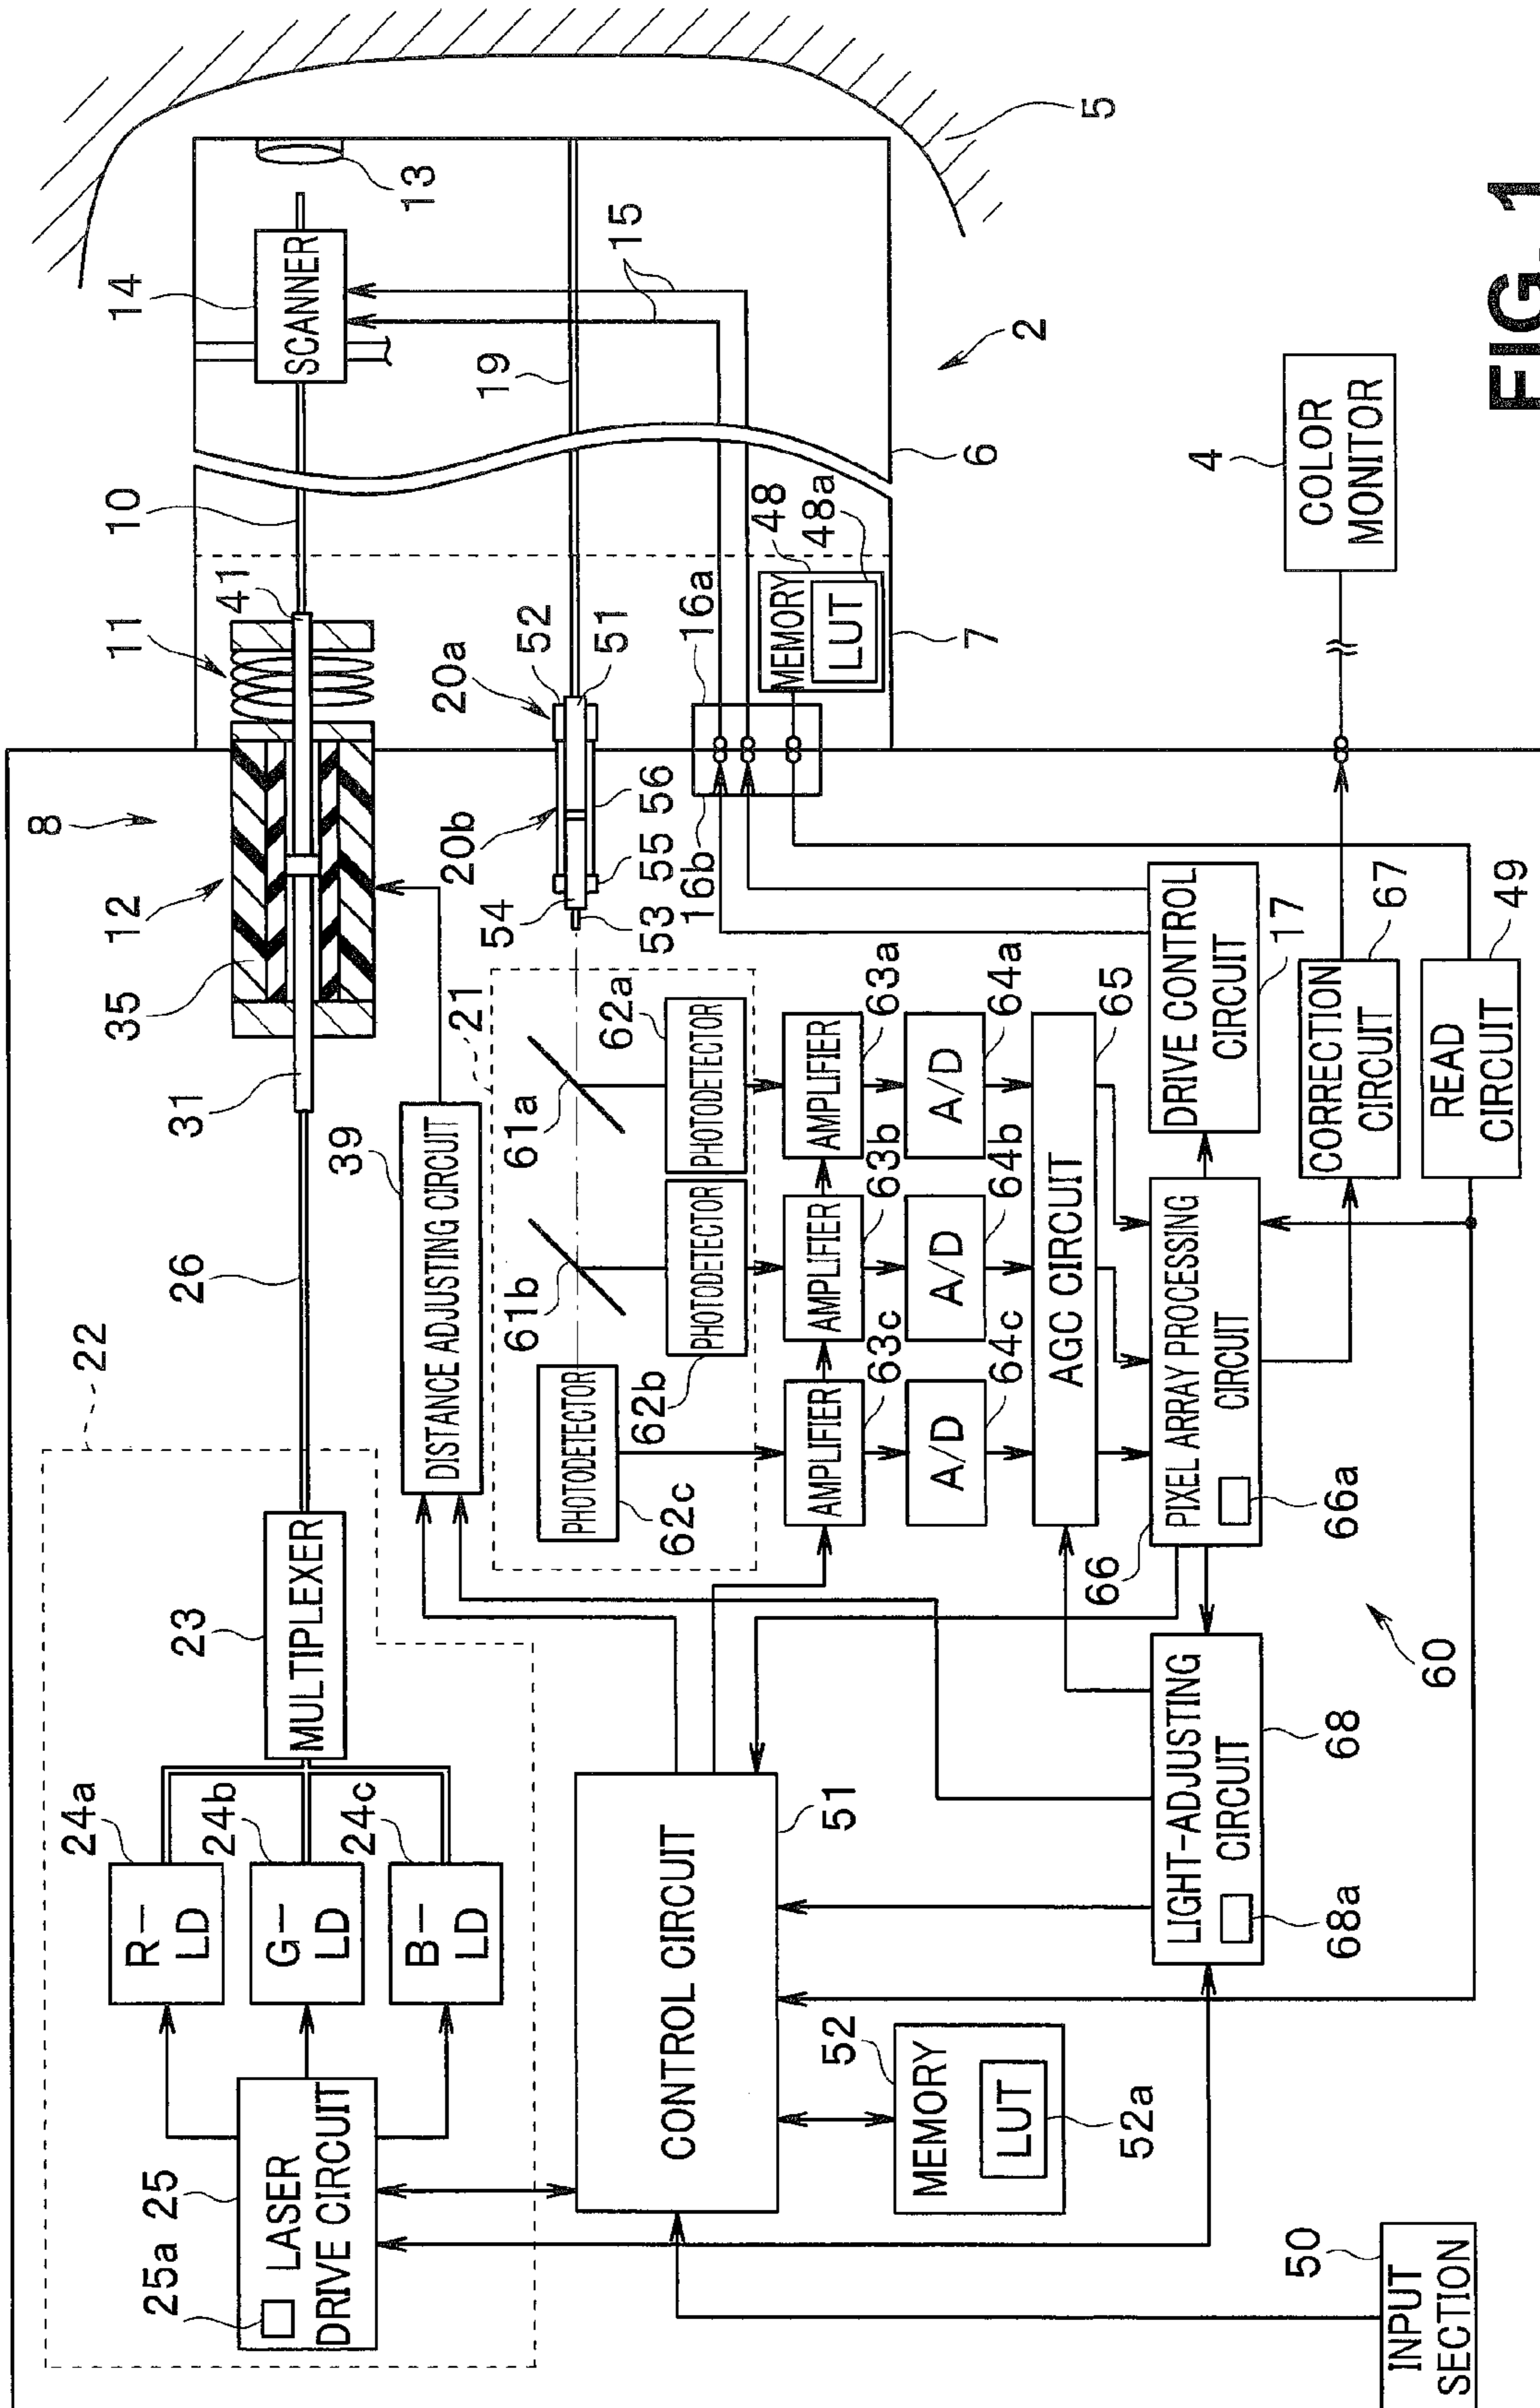 FIG. 1
22
24a
R-
LD
24b
G-
LD
24c
B-
LD
25a
25
LASER
DRIVE CIRCUIT
23
MULTIPLEXER
26
31
35
12
8
11
41
10
14
SCANNER
13
5
15
19
2
6
39
DISTANCE ADJUSTING CIRCUIT
21
61a
61b
PHOTODETECTOR
62a
PHOTODETECTOR
62b
PHOTODETECTOR
62c
54
53
55
56
20b
20a
52
51
16a
16b
MEMORY
LUT
48
48a
7
AMPLIFIER
63a
AMPLIFIER
63b
AMPLIFIER
63c
A/D
64a
A/D
64b
A/D
64c
AGC CIRCUIT
65
CONTROL CIRCUIT
51
52
MEMORY
LUT
52a
66
PIXEL ARRAY PROCESSING
CIRCUIT
66a
LIGHT-ADJUSTING
CIRCUIT
68
68a
60
DRIVE CONTROL
CIRCUIT
17
CORRECTION
CIRCUIT
67
READ
CIRCUIT
49
4
COLOR
MONITOR
50
INPUT
SECTION